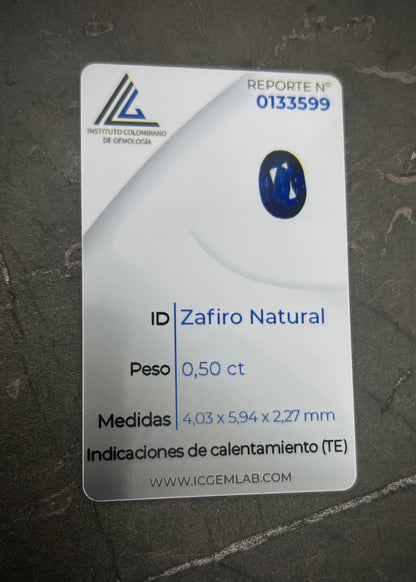 INSTITUTO COLOMBIANO
DE GEMOLOGÍA
REPORTE Nº
0133599
ID Zafiro Natural
Peso 0,50 ct
Medidas 4,03 x 5,94 x 2,27 mm
Indicaciones de calentamiento (TE)
WWW.ICGEMLAB.COM